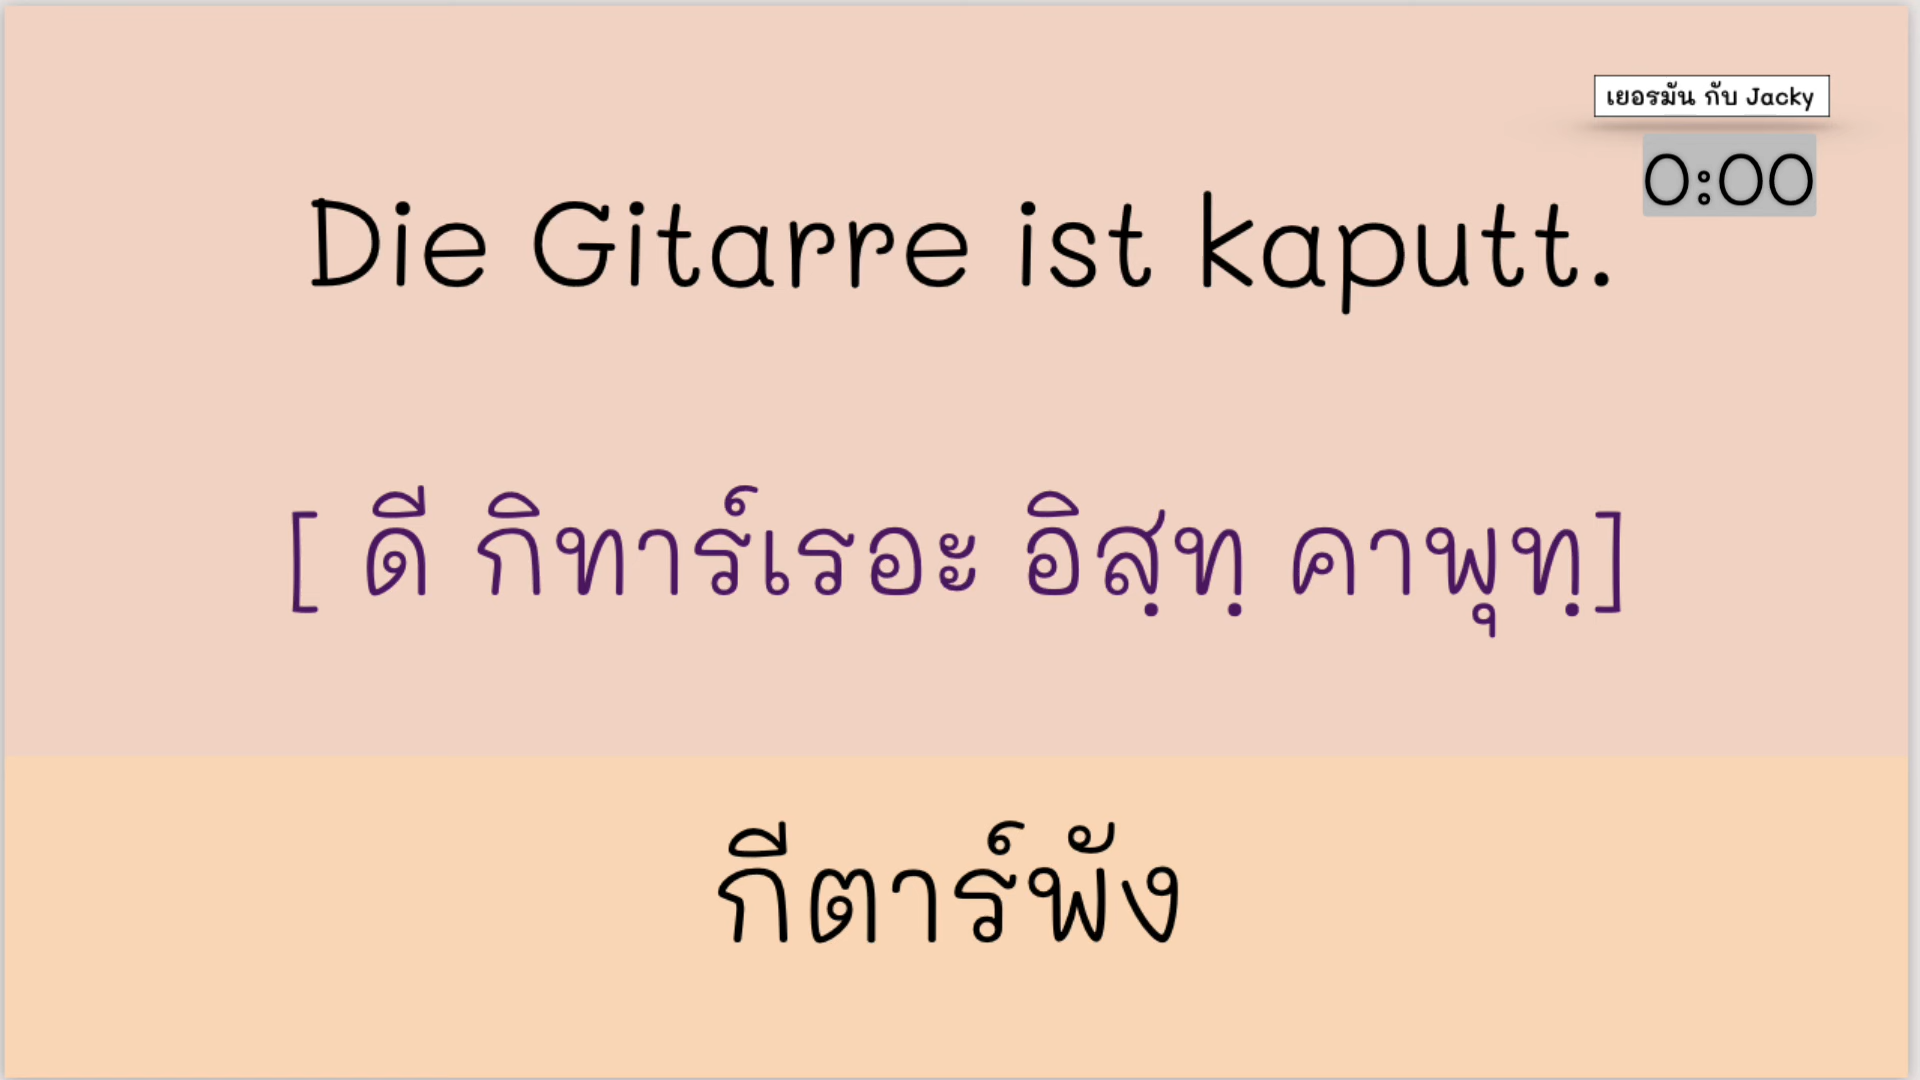 เยอรมัน กับ Jacky
0:00
Die Gitarre ist kaputt.
[ ดี กิทาร์เรอะ อิสฺทฺ คาพุทฺ]
กีตาร์พัง